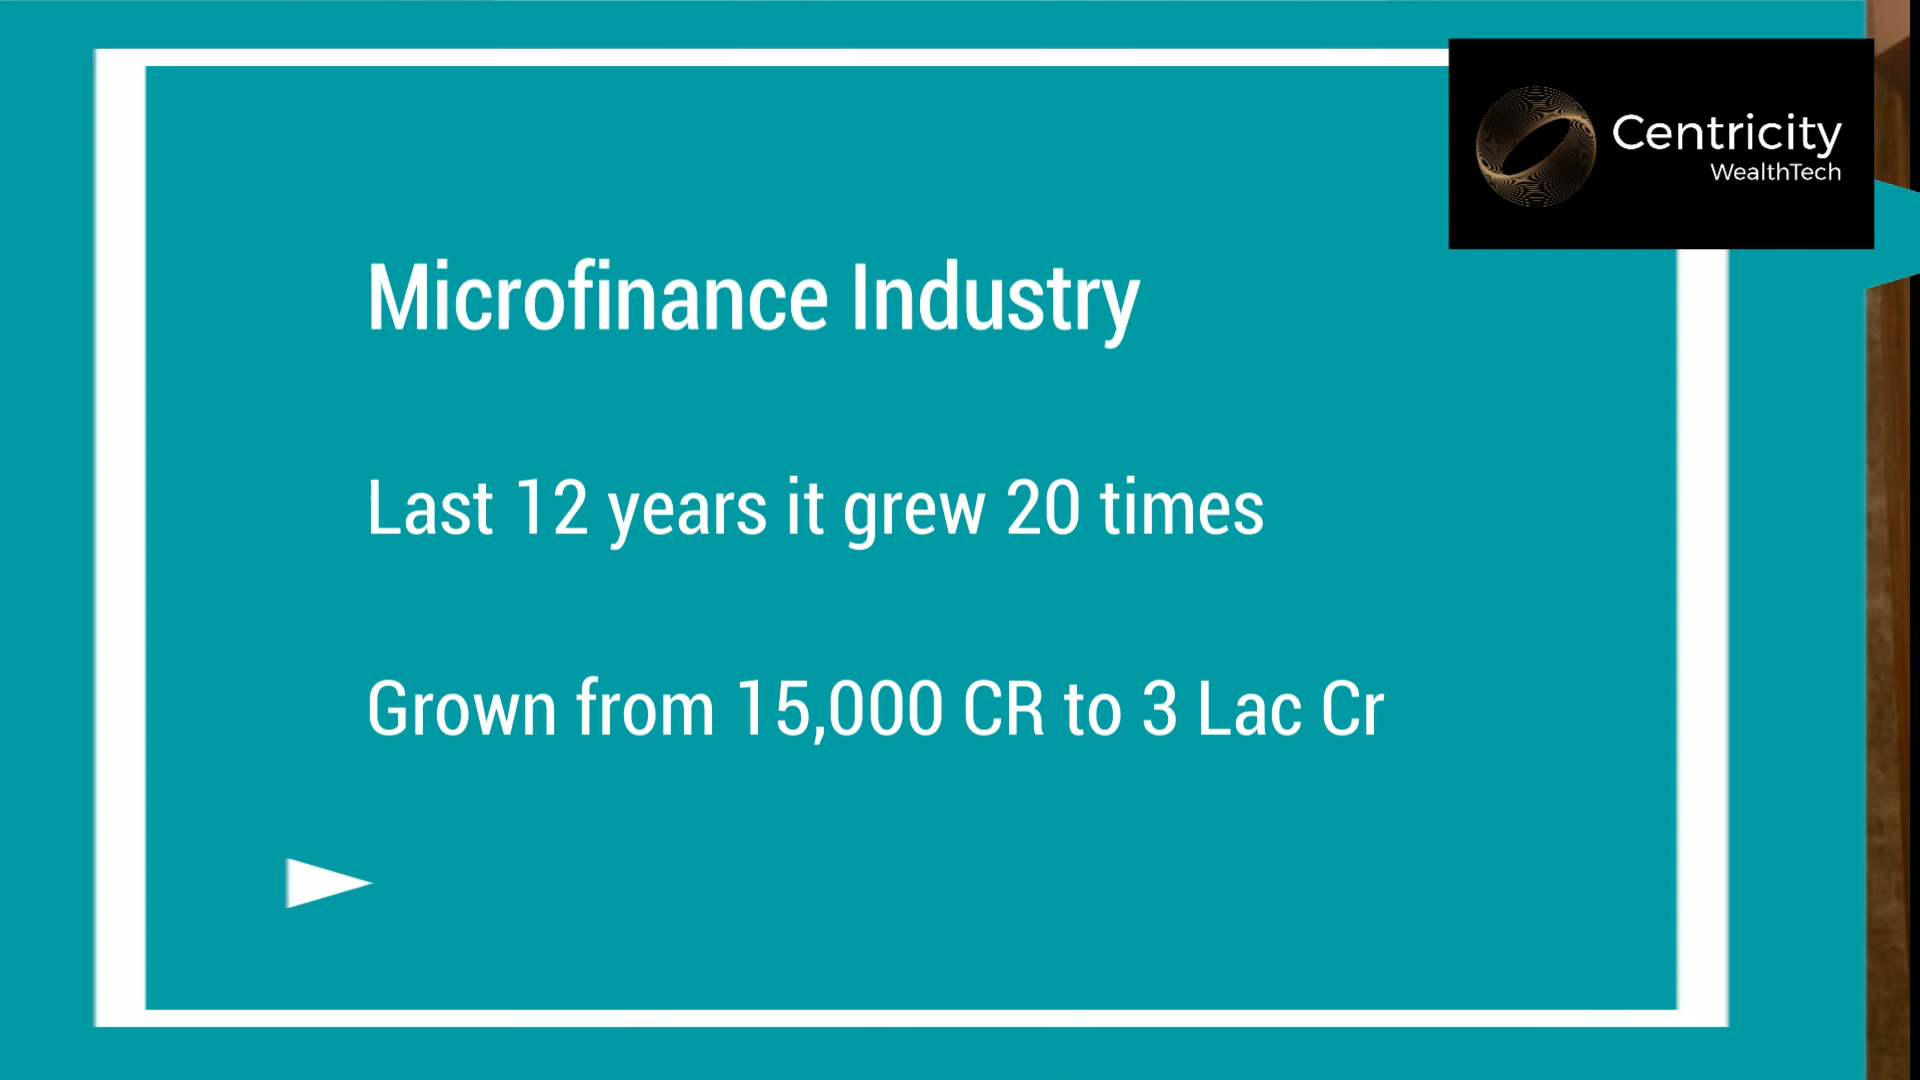 Centricity
WealthTech
Microfinance Industry
Last 12 years it grew 20 times
Grown from 15,000 CR to 3 Lac Cr